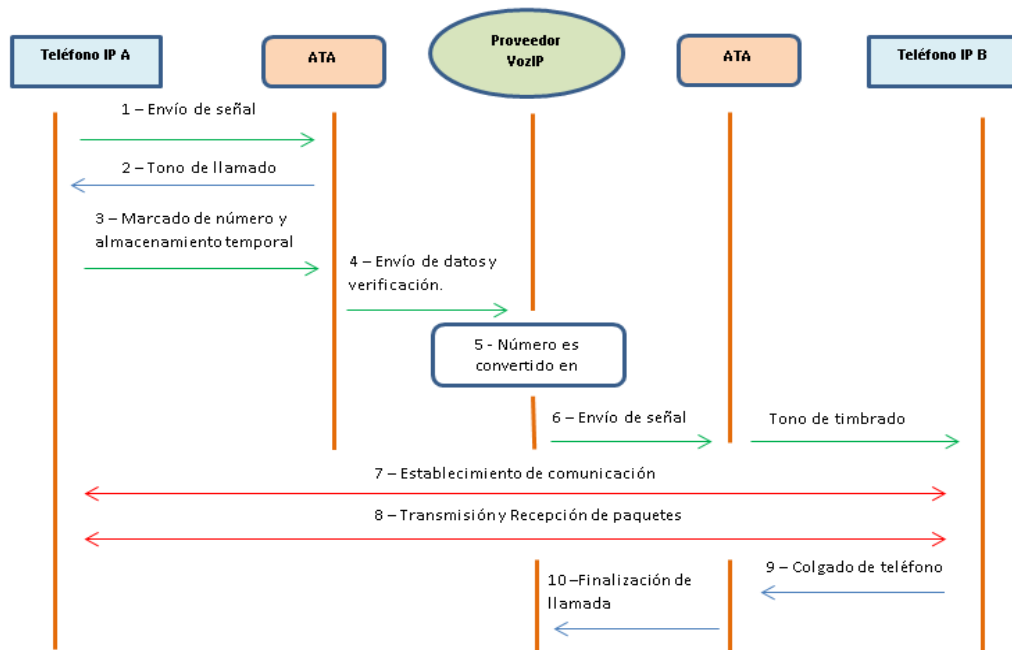 Teléfono IP A
ATA
Proveedor
VozIP
ATA
Teléfono IP B
1 – Envío de señal
2 – Tono de llamado
3 – Marcado de número y
almacenamiento temporal
4 – Envío de datos y
verificación.
5 - Número es
convertido en
6 – Envío de señal
Tono de timbrado
7 – Establecimiento de comunicación
8 – Transmisión y Recepción de paquetes
9 – Colgado de teléfono
10 –Finalización de
llamada